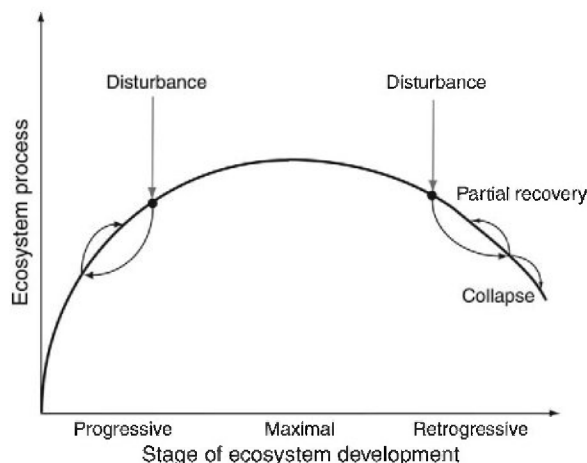 Disturbance
Disturbance
Partial recovery
Collapse
Ecosystem process
Progressive
Maximal
Retrogressive
Stage of ecosystem development